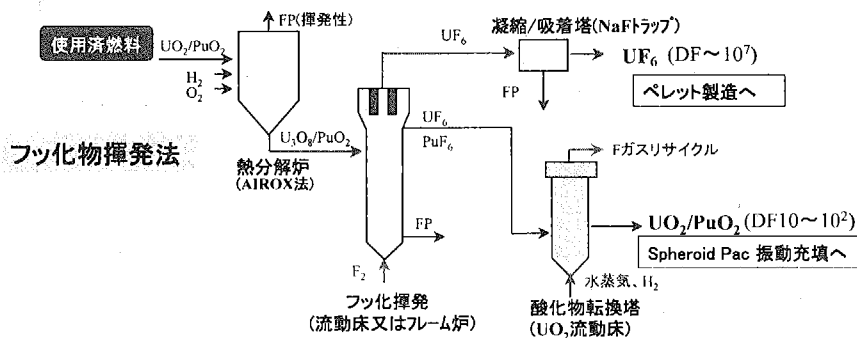 使用済燃料
UO2/PuO2
H2
O2
FP(揮発性)
フッ化物揮発法
熱分解炉
(AIROX法)
U3O8/PuO2
UF6
凝縮/吸着塔(NaFトラップ)
UF6 (DF~10^7)
FP
ペレット製造へ
UF6
PuF6
FP
F2
フッ化揮発
(流動床又はフレーム炉)
Fガスリサイクル
UO2/PuO2 (DF10~10^2)
Spheroid Pac 振動充填へ
水蒸気、H2
酸化物転換塔
(UO2流動床)